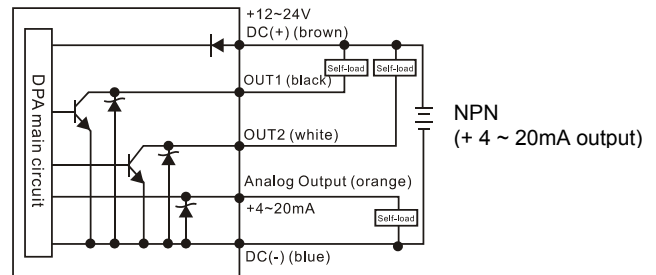 +12~24V
DC(+) (brown)
Self-load
Self-load
OUT1 (black)
DPA main circuit
NPN
(+ 4 ~ 20mA output)
OUT2 (white)
Analog Output (orange)
+4~20mA
Self-load
DC(-) (blue)